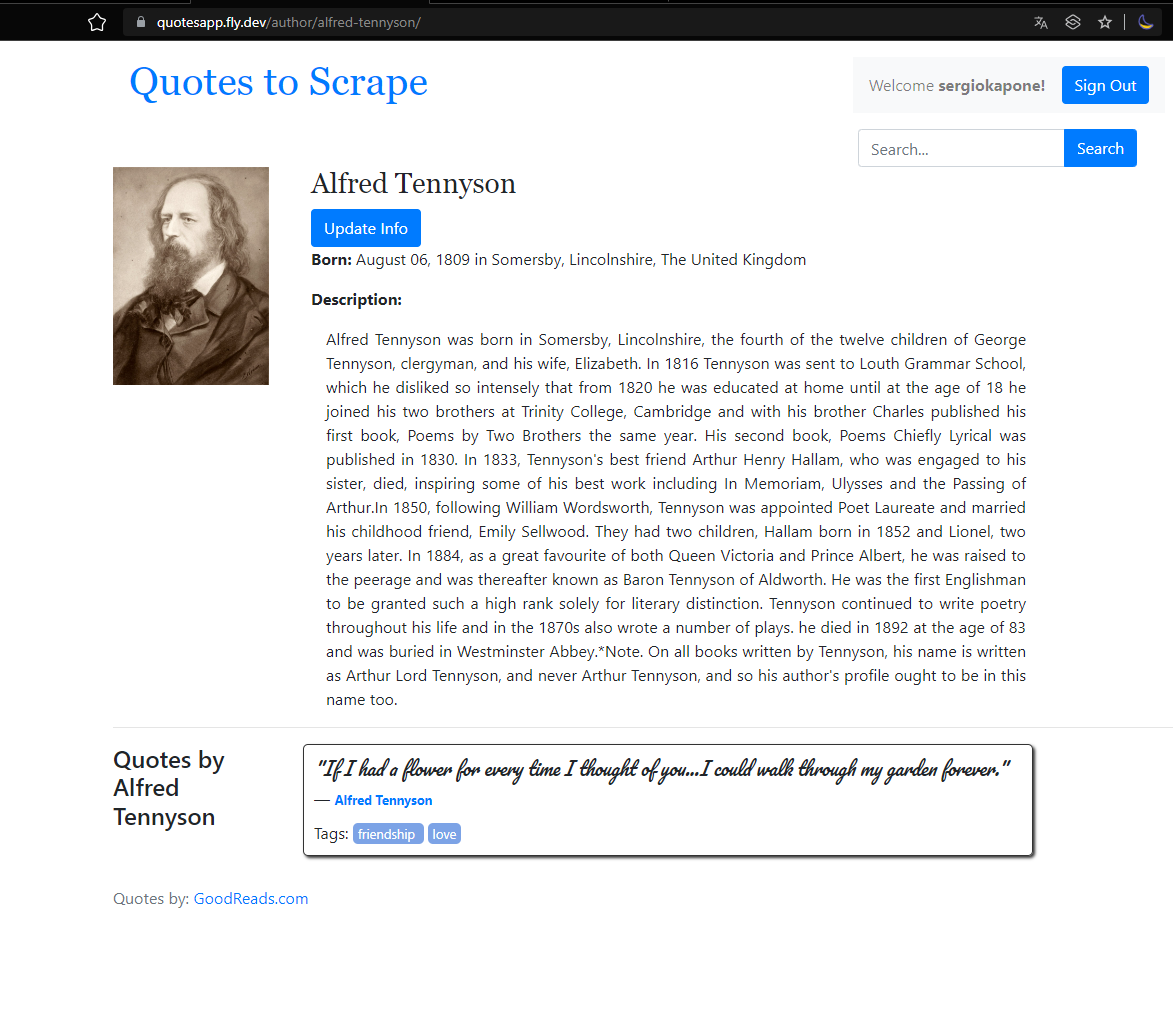 quotesapp.fly.dev/author/alfred-tennyson/
Quotes to Scrape
Welcome sergiokapone!
Sign Out
Search...
Search
Alfred Tennyson
Update Info
Born: August 06, 1809 in Somersby, Lincolnshire, The United Kingdom
Description:
Alfred Tennyson was born in Somersby, Lincolnshire, the fourth of the twelve children of George
Tennyson, clergyman, and his wife, Elizabeth. In 1816 Tennyson was sent to Louth Grammar School,
which he disliked so intensely that from 1820 he was educated at home until at the age of 18 he
joined his two brothers at Trinity College, Cambridge and with his brother Charles published his
first book, Poems by Two Brothers the same year. His second book, Poems Chiefly Lyrical was
published in 1830. In 1833, Tennyson's best friend Arthur Henry Hallam, who was engaged to his
sister, died, inspiring some of his best work including In Memoriam, Ulysses and the Passing of
Arthur.In 1850, following William Wordsworth, Tennyson was appointed Poet Laureate and married
his childhood friend, Emily Sellwood. They had two children, Hallam born in 1852 and Lionel, two
years later. In 1884, as a great favourite of both Queen Victoria and Prince Albert, he was raised to
the peerage and was thereafter known as Baron Tennyson of Aldworth. He was the first Englishman
to be granted such a high rank solely for literary distinction. Tennyson continued to write poetry
throughout his life and in the 1870s also wrote a number of plays. he died in 1892 at the age of 83
and was buried in Westminster Abbey.*Note. On all books written by Tennyson, his name is written
as Arthur Lord Tennyson, and never Arthur Tennyson, and so his author's profile ought to be in this
name too.
Quotes by
Alfred
Tennyson
"If I had a flower for every time I thought of you...I could walk through my garden forever."
— Alfred Tennyson
Tags: friendship love
Quotes by: GoodReads.com